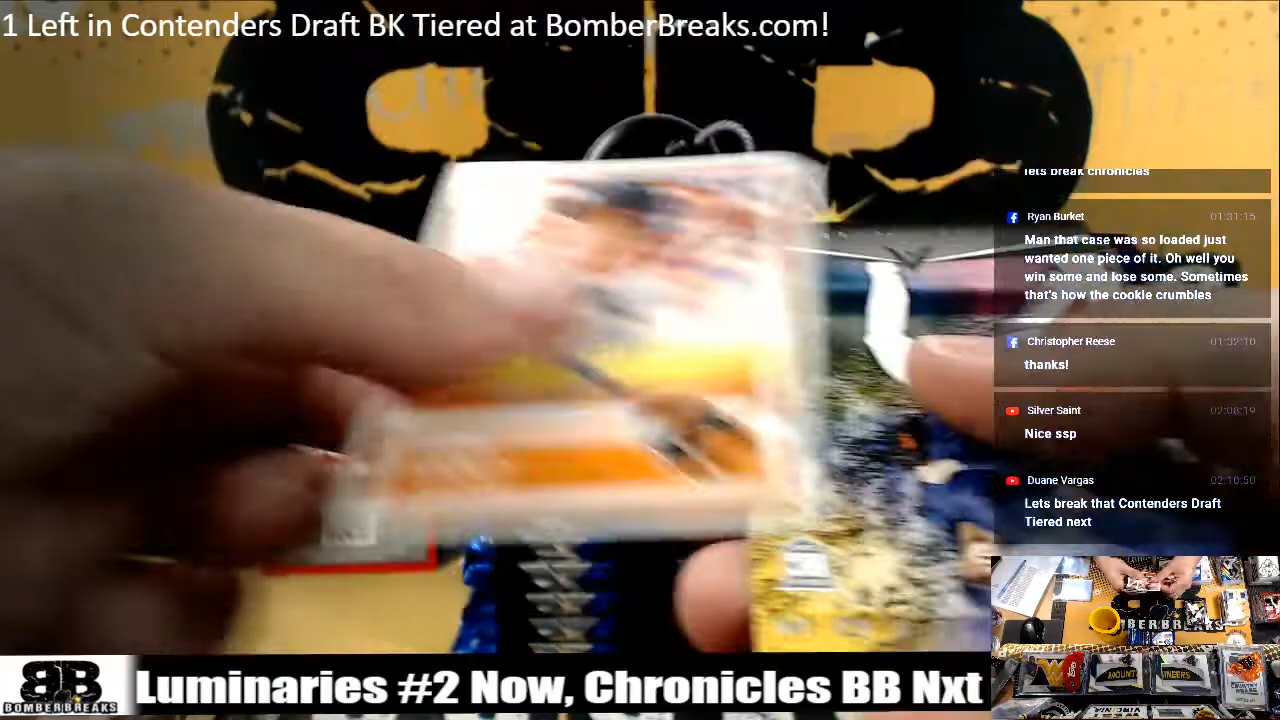 1 Left in Contenders Draft BK Tiered at BomberBreaks.com!
lets break chronicles
Ryan Burket 01:31:15
Man that case was so loaded just
wanted one piece of it. Oh well you
win some and lose some. Sometimes
that's how the cookie crumbles
Christopher Reese 01:32:10
thanks!
Silver Saint 02:08:19
Nice ssp
Duane Vargas 02:10:50
Lets break that Contenders Draft
Tiered next
BERBREAKS
MOUNT
BB
BOMBERBREAKS
Luminaries #2 Now, Chronicles BB Nxt